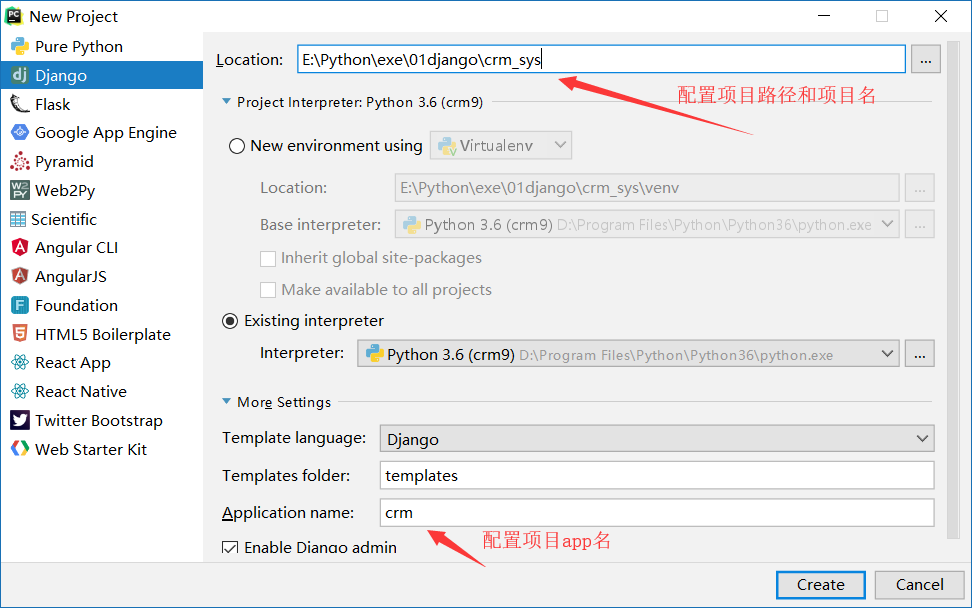 New Project
Pure Python
Django
Flask
Google App Engine
Pyramid
Web2Py
Scientific
Angular CLI
AngularJS
Foundation
HTML5 Boilerplate
React App
React Native
Twitter Bootstrap
Web Starter Kit
Location: E:\Python\exe\01django\crm_sys ...
配置项目路径和项目名
Project Interpreter: Python 3.6 (crm9)
New environment using Virtualenv
Location: E:\Python\exe\01django\crm_sys\venv ...
Base interpreter: Python 3.6 (crm9) D:\Program Files\Python\Python36\python.exe ...
Inherit global site-packages
Make available to all projects
Existing interpreter
Interpreter: Python 3.6 (crm9) D:\Program Files\Python\Python36\python.exe ...
More Settings
Template language: Django
Templates folder: templates
Application name: crm
配置项目app名
Enable Django admin
Create Cancel